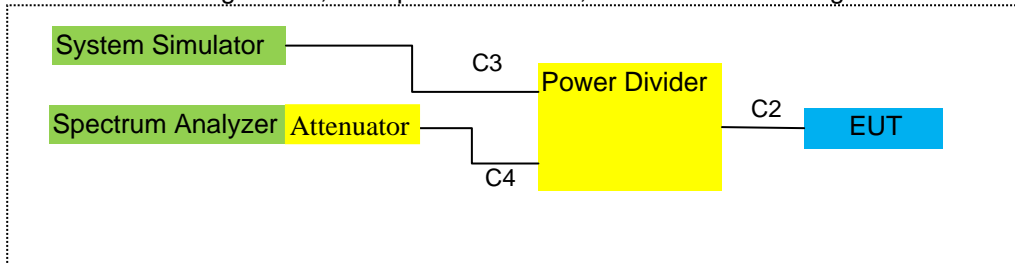 System Simulator
C3
Power Divider
C2
Spectrum Analyzer
Attenuator
EUT
C4